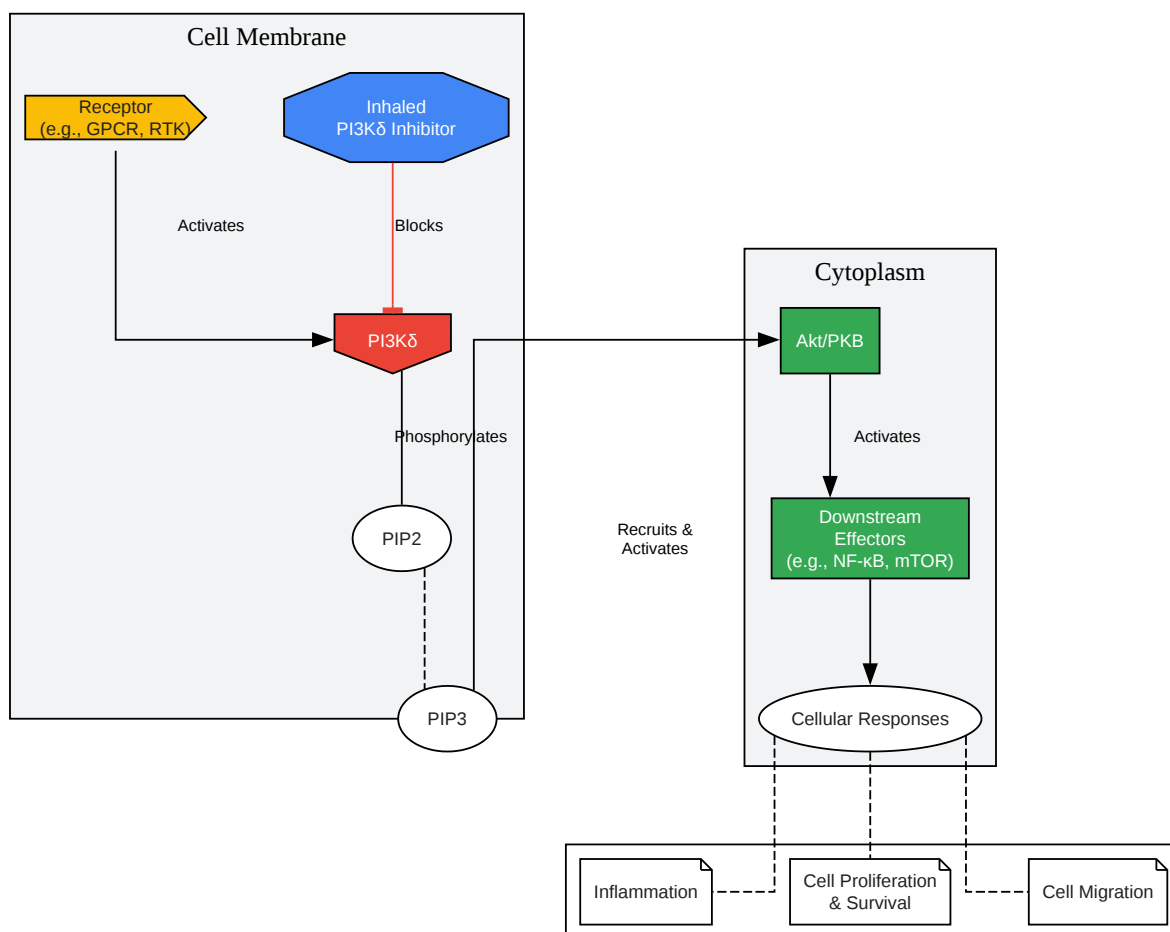 Cell Membrane
Receptor
(e.g., GPCR, RTK)
Inhaled
PI3Kδ Inhibitor
Activates
Blocks
PI3Kδ
Phosphorylates
PIP2
PIP3
Recruits &
Activates
Cytoplasm
Akt/PKB
Activates
Downstream
Effectors
(e.g., NF-κB, mTOR)
Cellular Responses
Inflammation
Cell Proliferation
& Survival
Cell Migration